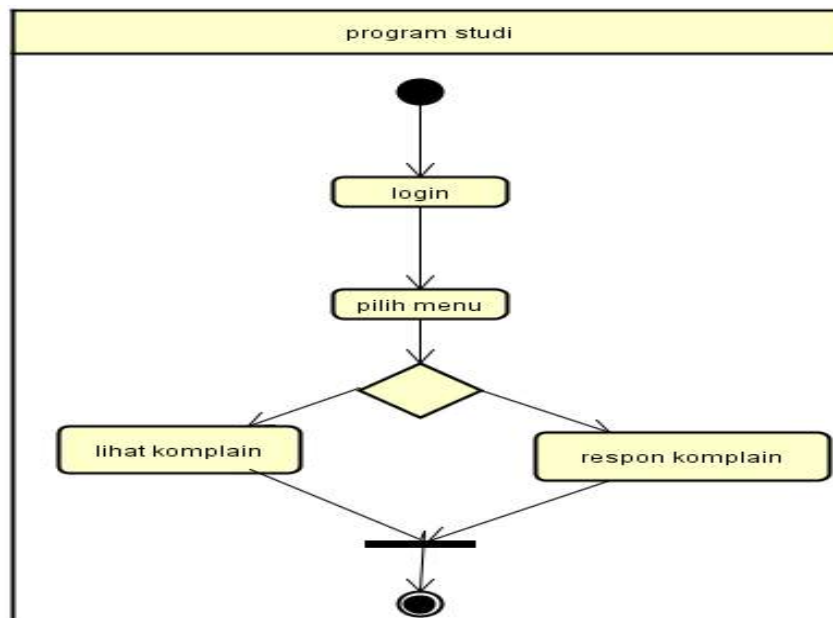 program studi
login
pilih menu
lihat komplain
respon komplain